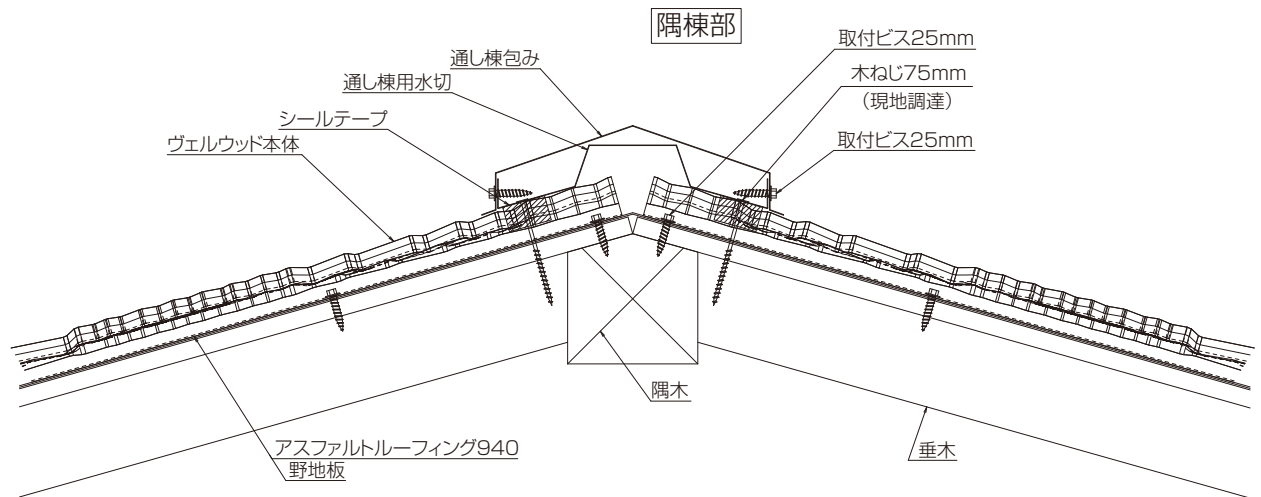 隅棟部
通し棟包み
通し棟用水切
シールテープ
ヴェルウッド本体
取付ビス25mm
木ねじ75mm
（現地調達）
取付ビス25mm
隅木
垂木
アスファルトルーフィング940
野地板